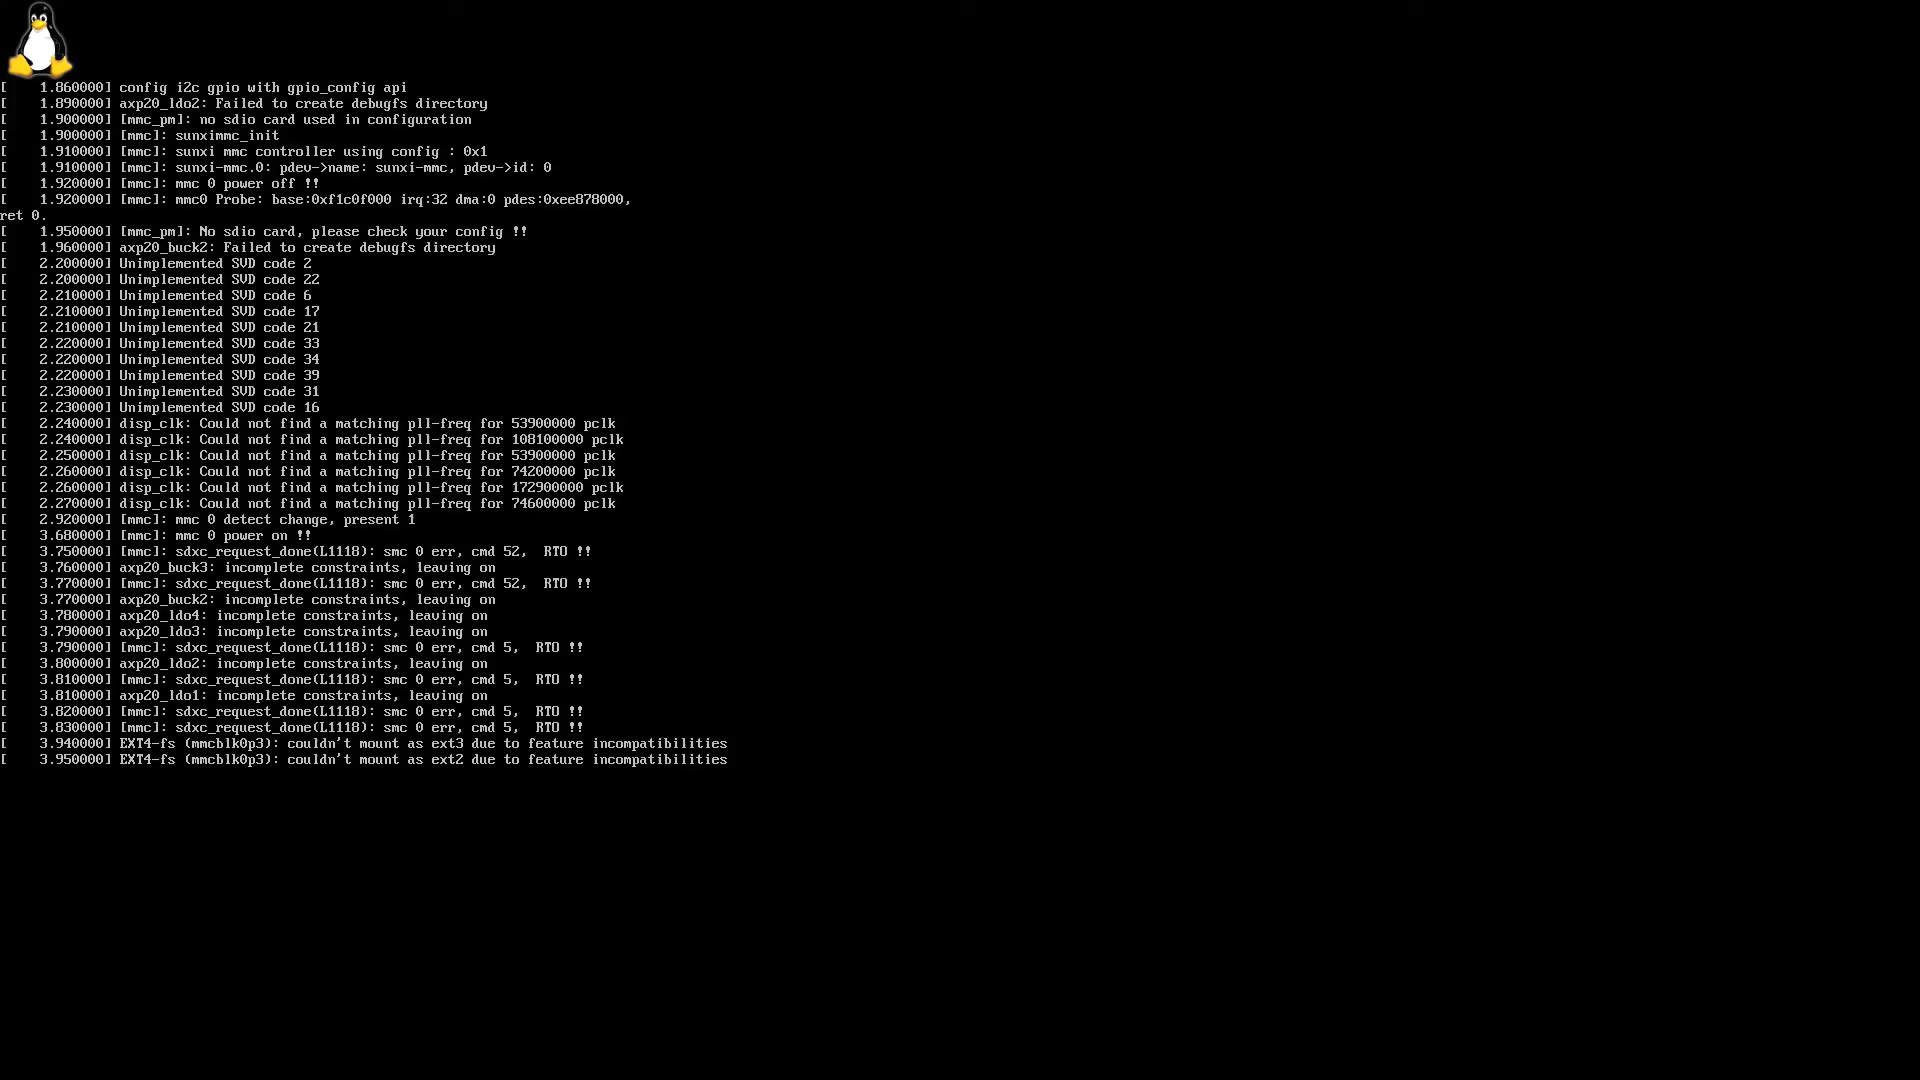 [    1.860000] config i2c gpio with gpio_config api
[    1.890000] axp20_ldo2: Failed to create debugfs directory
[    1.900000] [mmc_pm]: no sdio card used in configuration
[    1.900000] [mmc]: sunximmc_init
[    1.910000] [mmc]: sunxi mmc controller using config : 0x1
[    1.910000] [mmc]: sunxi-mmc.0: pdev->name: sunxi-mmc, pdev->id: 0
[    1.920000] [mmc]: mmc 0 power off !!
[    1.920000] [mmc]: mmc0 Probe: base:0xf1c0f000 irq:32 dma:0 pdes:0xee878000,
ret 0.
[    1.950000] [mmc_pm]: No sdio card, please check your config !!
[    1.960000] axp20_buck2: Failed to create debugfs directory
[    2.200000] Unimplemented SVD code 2
[    2.200000] Unimplemented SVD code 22
[    2.210000] Unimplemented SVD code 6
[    2.210000] Unimplemented SVD code 17
[    2.210000] Unimplemented SVD code 21
[    2.220000] Unimplemented SVD code 33
[    2.220000] Unimplemented SVD code 34
[    2.220000] Unimplemented SVD code 39
[    2.230000] Unimplemented SVD code 31
[    2.230000] Unimplemented SVD code 16
[    2.240000] disp_clk: Could not find a matching pll-freq for 53900000 pclk
[    2.240000] disp_clk: Could not find a matching pll-freq for 108100000 pclk
[    2.250000] disp_clk: Could not find a matching pll-freq for 53900000 pclk
[    2.260000] disp_clk: Could not find a matching pll-freq for 74200000 pclk
[    2.260000] disp_clk: Could not find a matching pll-freq for 172900000 pclk
[    2.270000] disp_clk: Could not find a matching pll-freq for 74600000 pclk
[    2.920000] [mmc]: mmc 0 detect change, present 1
[    3.680000] [mmc]: mmc 0 power on !!
[    3.750000] [mmc]: sdxc_request_done(L1118): smc 0 err, cmd 52,  RTO !!
[    3.760000] axp20_buck3: incomplete constraints, leaving on
[    3.770000] [mmc]: sdxc_request_done(L1118): smc 0 err, cmd 52,  RTO !!
[    3.770000] axp20_buck2: incomplete constraints, leaving on
[    3.780000] axp20_ldo4: incomplete constraints, leaving on
[    3.790000] axp20_ldo3: incomplete constraints, leaving on
[    3.790000] [mmc]: sdxc_request_done(L1118): smc 0 err, cmd 5,  RTO !!
[    3.800000] axp20_ldo2: incomplete constraints, leaving on
[    3.810000] [mmc]: sdxc_request_done(L1118): smc 0 err, cmd 5,  RTO !!
[    3.810000] axp20_ldo1: incomplete constraints, leaving on
[    3.820000] [mmc]: sdxc_request_done(L1118): smc 0 err, cmd 5,  RTO !!
[    3.830000] [mmc]: sdxc_request_done(L1118): smc 0 err, cmd 5,  RTO !!
[    3.940000] EXT4-fs (mmcblk0p3): couldn't mount as ext3 due to feature incompatibilities
[    3.950000] EXT4-fs (mmcblk0p3): couldn't mount as ext2 due to feature incompatibilities